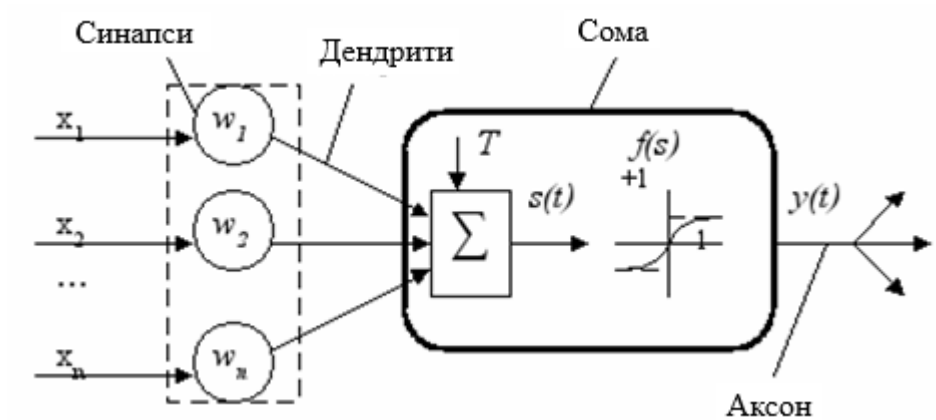 Синапси
Дендрити
Сома
x1
w1
T
f(s)
+1
s(t)
y(t)
x2
w2
Σ
1
...
xn
wn
Аксон